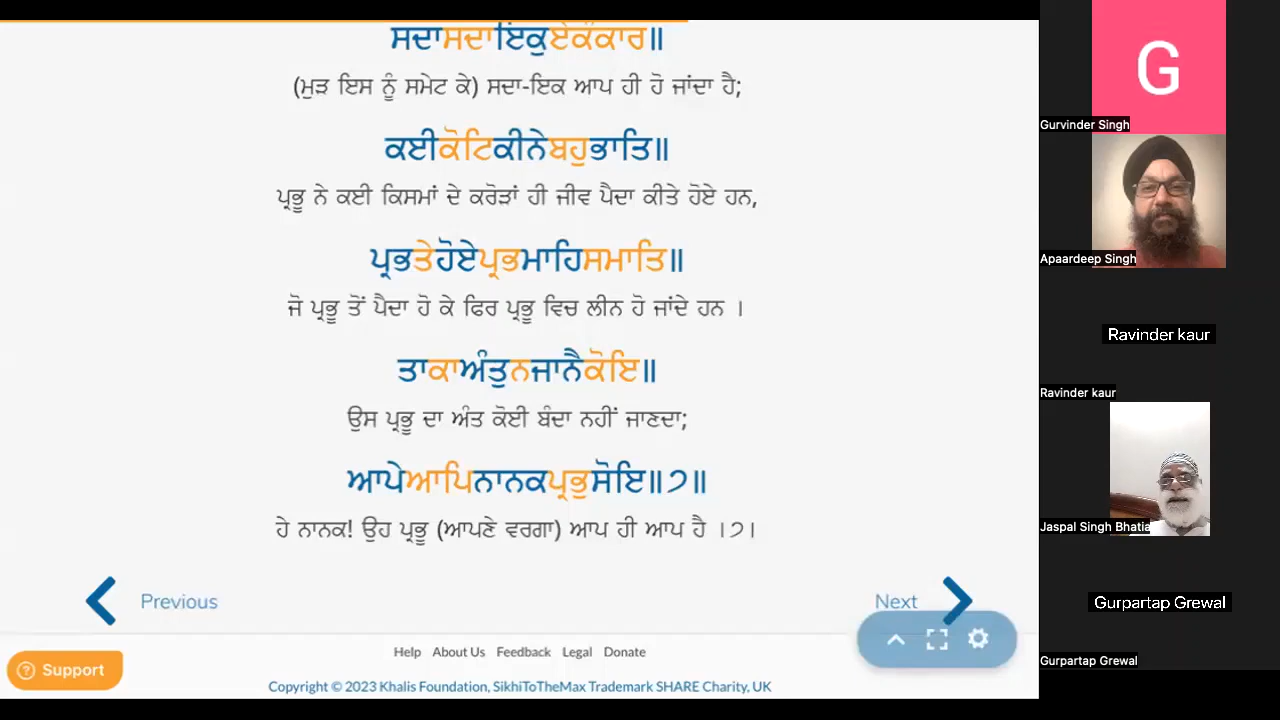 ਸਦਾਸਦਾਇਕੁਏਕੰਕਾਰ॥
(ਮੁੜ ਇਸ ਨੂੰ ਸਮੇਟ ਕੇ) ਸਦਾ-ਇਕ ਆਪ ਹੀ ਹੋ ਜਾਂਦਾ ਹੈ;
ਕਈਕੋਟਿਕੀਨੇਬਹੁਭਾਤਿ॥
ਪ੍ਰਭੂ ਨੇ ਕਈ ਕਿਸਮਾਂ ਦੇ ਕਰੋੜਾਂ ਹੀ ਜੀਵ ਪੈਦਾ ਕੀਤੇ ਹੋਏ ਹਨ,
ਪ੍ਰਭਤੇਹੋਏਪ੍ਰਭਮਾਹਿਸਮਾਤਿ॥
ਜੋ ਪ੍ਰਭੂ ਤੋਂ ਪੈਦਾ ਹੋ ਕੇ ਫਿਰ ਪ੍ਰਭੂ ਵਿਚ ਲੀਨ ਹੋ ਜਾਂਦੇ ਹਨ ।
ਤਾਕਾਅੰਤੁਨਜਾਨੈਕੋਇ॥
ਉਸ ਪ੍ਰਭੂ ਦਾ ਅੰਤ ਕੋਈ ਬੰਦਾ ਨਹੀਂ ਜਾਣਦਾ;
ਆਪੇਆਪਿਨਾਨਕਪ੍ਰਭੁਸੋਇ॥੭॥
ਹੇ ਨਾਨਕ! ਉਹ ਪ੍ਰਭੂ (ਆਪਣੇ ਵਰਗਾ) ਆਪ ਹੀ ਆਪ ਹੈ ।੭।
Previous
Next
Help About Us Feedback Legal Donate
Support
Copyright © 2023 Khalis Foundation, SikhiToTheMax Trademark SHARE Charity, UK
G
Gurvinder Singh
Apaardeep Singh
Ravinder kaur
Ravinder kaur
Jaspal Singh Bhatia
Gurpartap Grewal
Gurpartap Grewal